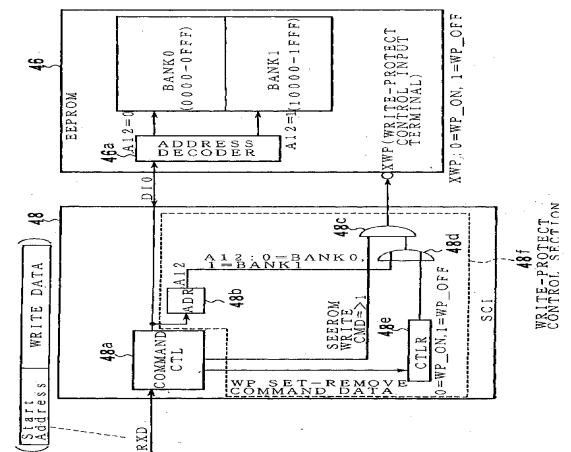 Start
Address
WRITE DATA
RXD
48
48a
COMMAND
CTL
ADR
48b
A12
A12:0=BANK0,
1=BANK1
SEEROM
WRITE
CMD=>1
WP SET-REMOVE
COMMAND DATA
CTLR
48e
0=WP_ON,1=WP_OFF
48c
48d
48f
SCI
WRITE-PROTECT
CONTROL SECTION
DI0
46
EEPROM
46a
ADDRESS
DECODER
A12=0
A12=1
BANK0
(0000-0FFF)
BANK1
(10000-1FFF)
XWP(WRITE-PROTECT
CONTROL INPUT
TERMINAL)
XWP;0=WP_ON, 1=WP_OFF